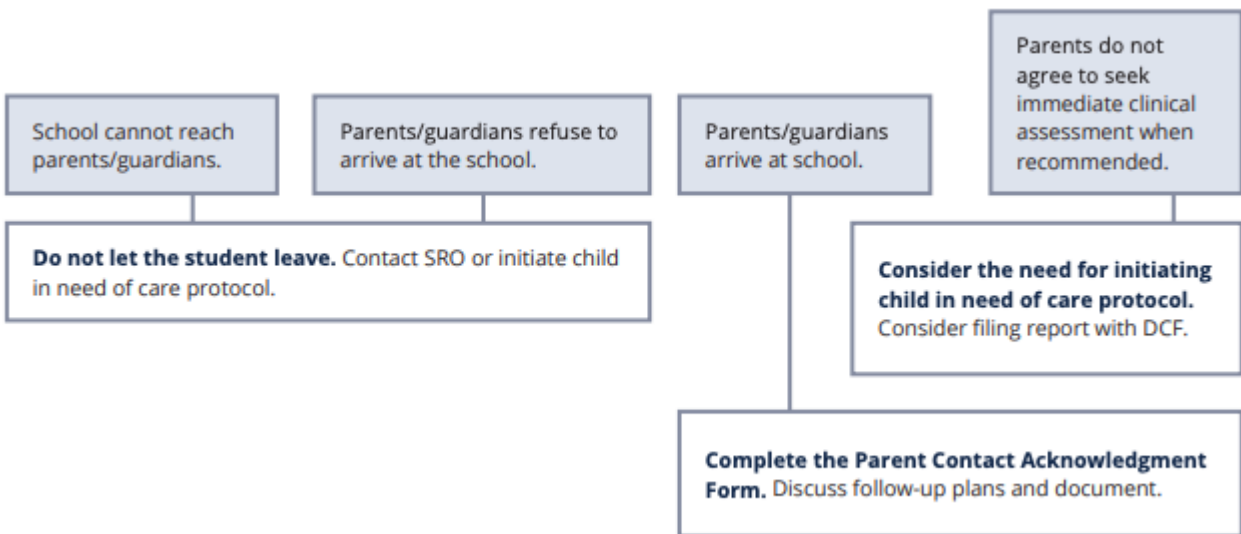 School cannot reach
parents/guardians.
Parents/guardians refuse to
arrive at the school.
Parents/guardians
arrive at school.
Parents do not
agree to seek
immediate clinical
assessment when
recommended.
Do not let the student leave. Contact SRO or initiate child
in need of care protocol.
Consider the need for initiating
child in need of care protocol.
Consider filing report with DCF.
Complete the Parent Contact Acknowledgment
Form. Discuss follow-up plans and document.